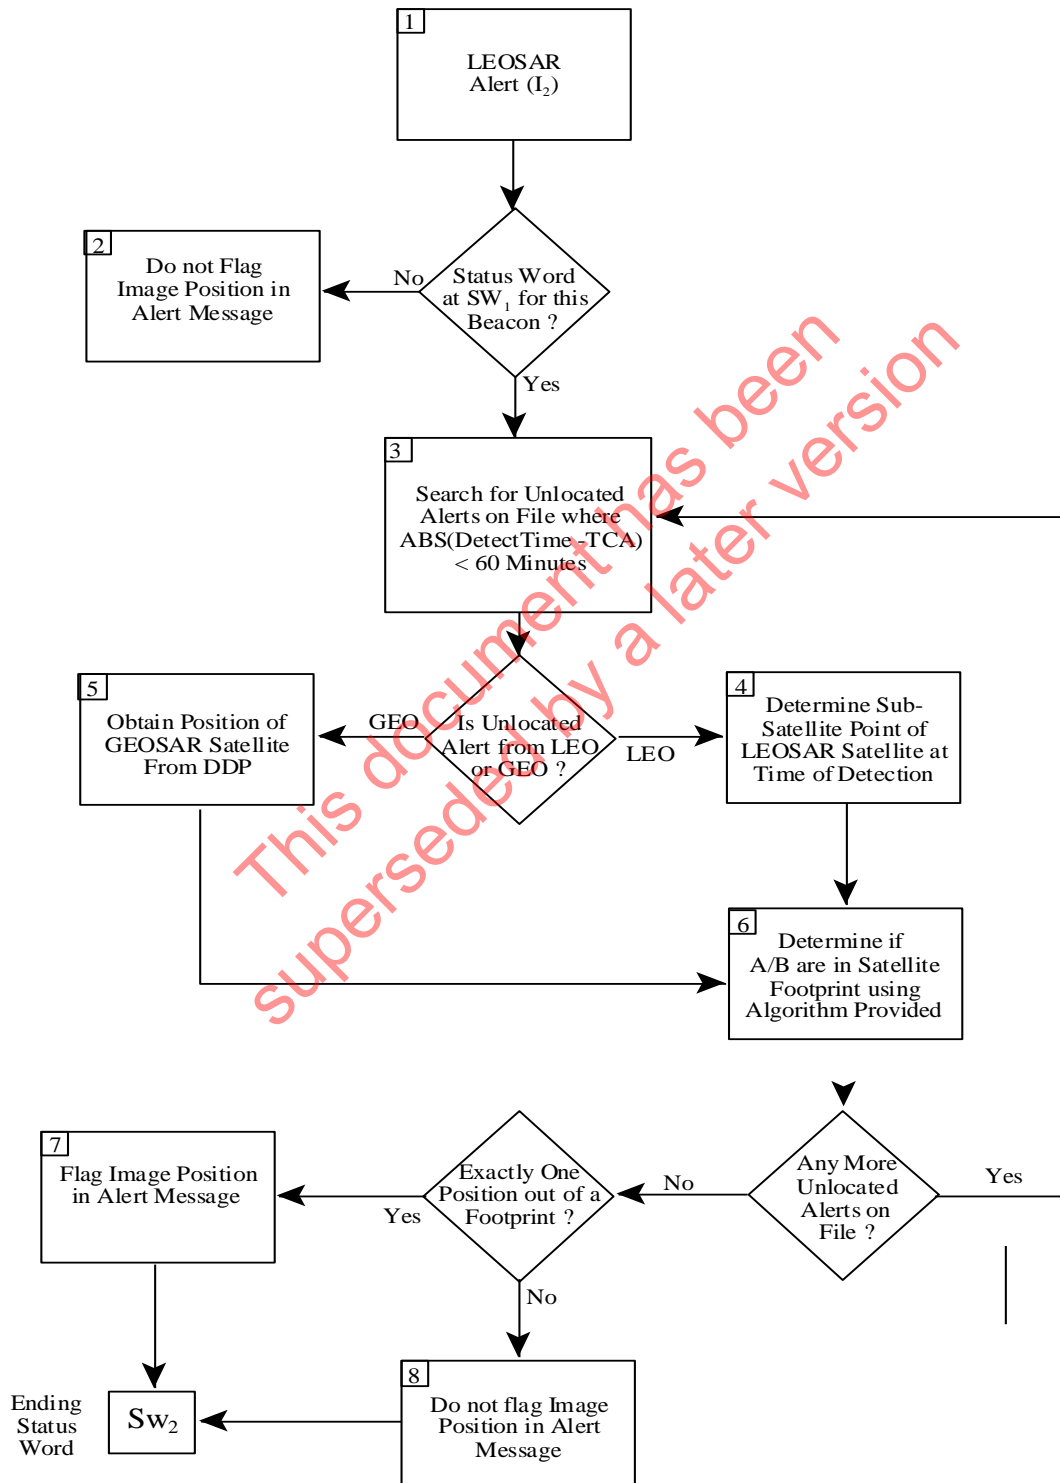 1
LEOSAR
Alert (I₂)
2
Do not Flag
Image Position in
Alert Message
No
Status Word
at SW₁ for this
Beacon ?
Yes
3
Search for Unlocated
Alerts on File where
ABS(DetectTime -TCA)
< 60 Minutes
5
Obtain Position of
GEOSAR Satellite
From DDP
GEO
Is Unlocated
Alert from LEO
or GEO ?
LEO
4
Determine Sub-
Satellite Point of
LEOSAR Satellite at
Time of Detection
6
Determine if
A/B are in Satellite
Footprint using
Algorithm Provided
7
Flag Image Position
in Alert Message
Yes
Exactly One
Position out of a
Footprint ?
No
Any More
Unlocated
Alerts on
File ?
Yes
No
8
Do not flag Image
Position in Alert
Message
Ending
Status
Word
Sw₂
This document has been
superseded by a later version